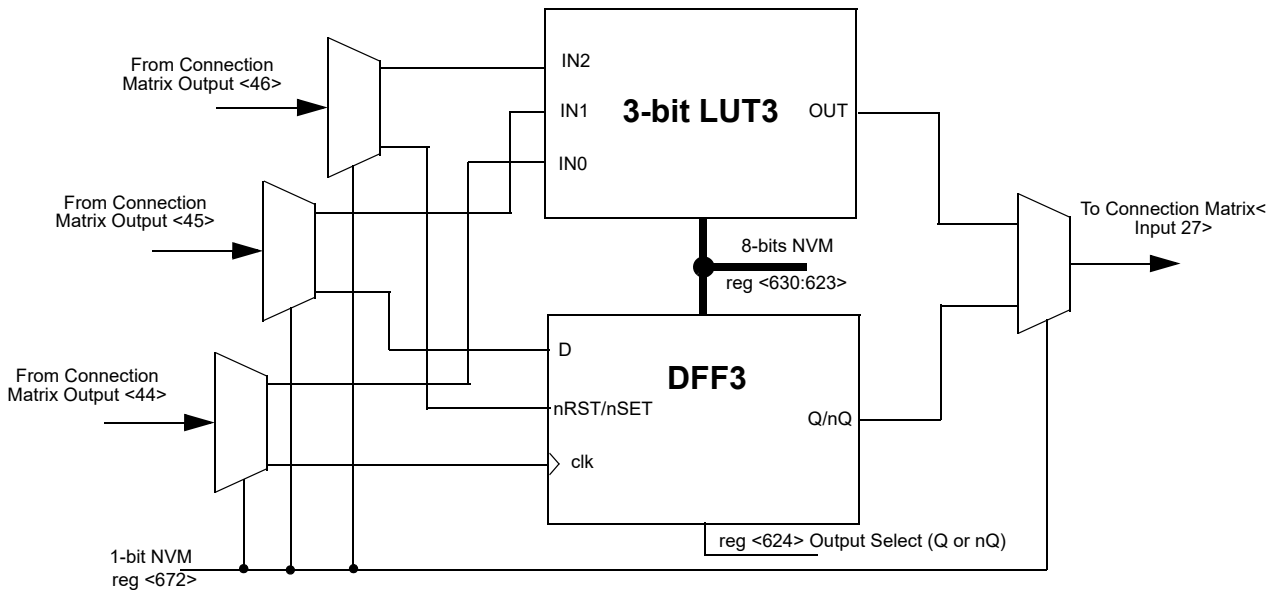 From Connection
Matrix Output <46>
IN2
IN1
IN0
3-bit LUT3
OUT
From Connection
Matrix Output <45>
To Connection Matrix<
Input 27>
8-bits NVM
reg <630:623>
From Connection
Matrix Output <44>
D
DFF3
nRST/nSET
Q/nQ
clk
reg <624> Output Select (Q or nQ)
1-bit NVM
reg <672>